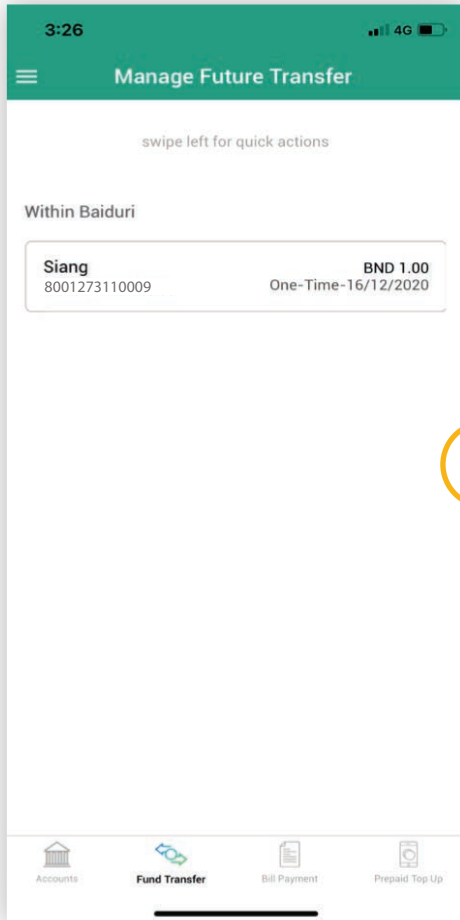 3:26 4G
Manage Future Transfer
swipe left for quick actions
Within Baiduri
Siang BND 1.00
8001273110009 One-Time-16/12/2020
Accounts Fund Transfer Bill Payment Prepaid Top Up